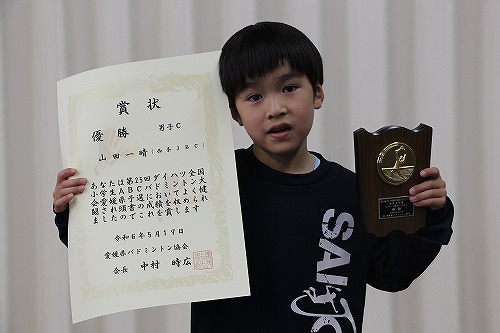 賞状
優勝 男子C
山田一晴
あなたは第25回ダイハツ全国
小学生ABCバドミントン大
会愛媛県予選においてよく健
闘され頭書の成績を収められ
ましたのでこれを賞します
令和6年5月19日
愛媛県バドミントン協会
会長 中村 時広